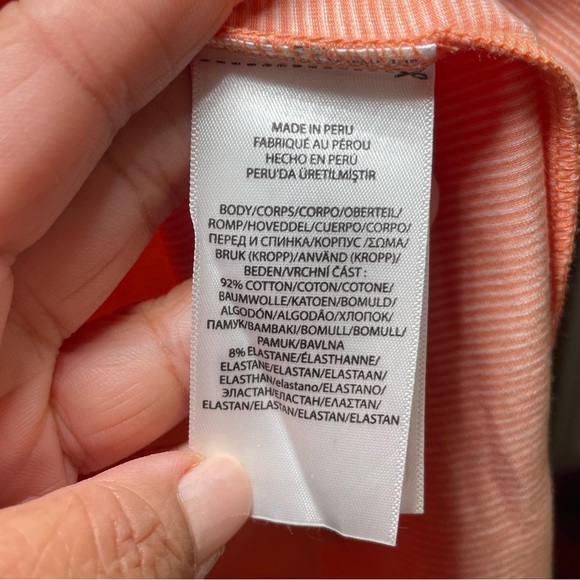 MADE IN PERU
FABRIQUÉ AU PÉROU
HECHO EN PERÚ
PERU'DA ÜRETILMIŞTIR
BODY/CORPS/CORPO/OBERTEIL/
ROMP/HOVEDDEL/CUERPO/CORPO/
ПЕРЕД И СПИНКА/КОРПУС /ΣΩΜΑ/
BRUK (KROPP)/ANVÄND (KROPP)/
BEDEN/VRCHNÍ ČÁST :
92% COTTON/COTON/COTONE/
BAUMWOLLE/KATOEN/BOMULD/
ALGODÓN/ALGODÃO/ХЛОПОК
ПАМУК/BAMBAKI/BOMULL/BOMULL/
PAMUK/BAVLNA
8% ELASTANE/ÉLASTHANNE/
ELASTANE/ELASTAN/ELASTAAN/
ELASTHAN/elastano/ELASTANO/
ЭЛАСТАН/ЕЛАСТАН/ΕΛΑΣΤΑΝ/
ELASTAN/ELASTAN/ELASTAN/ELASTAN